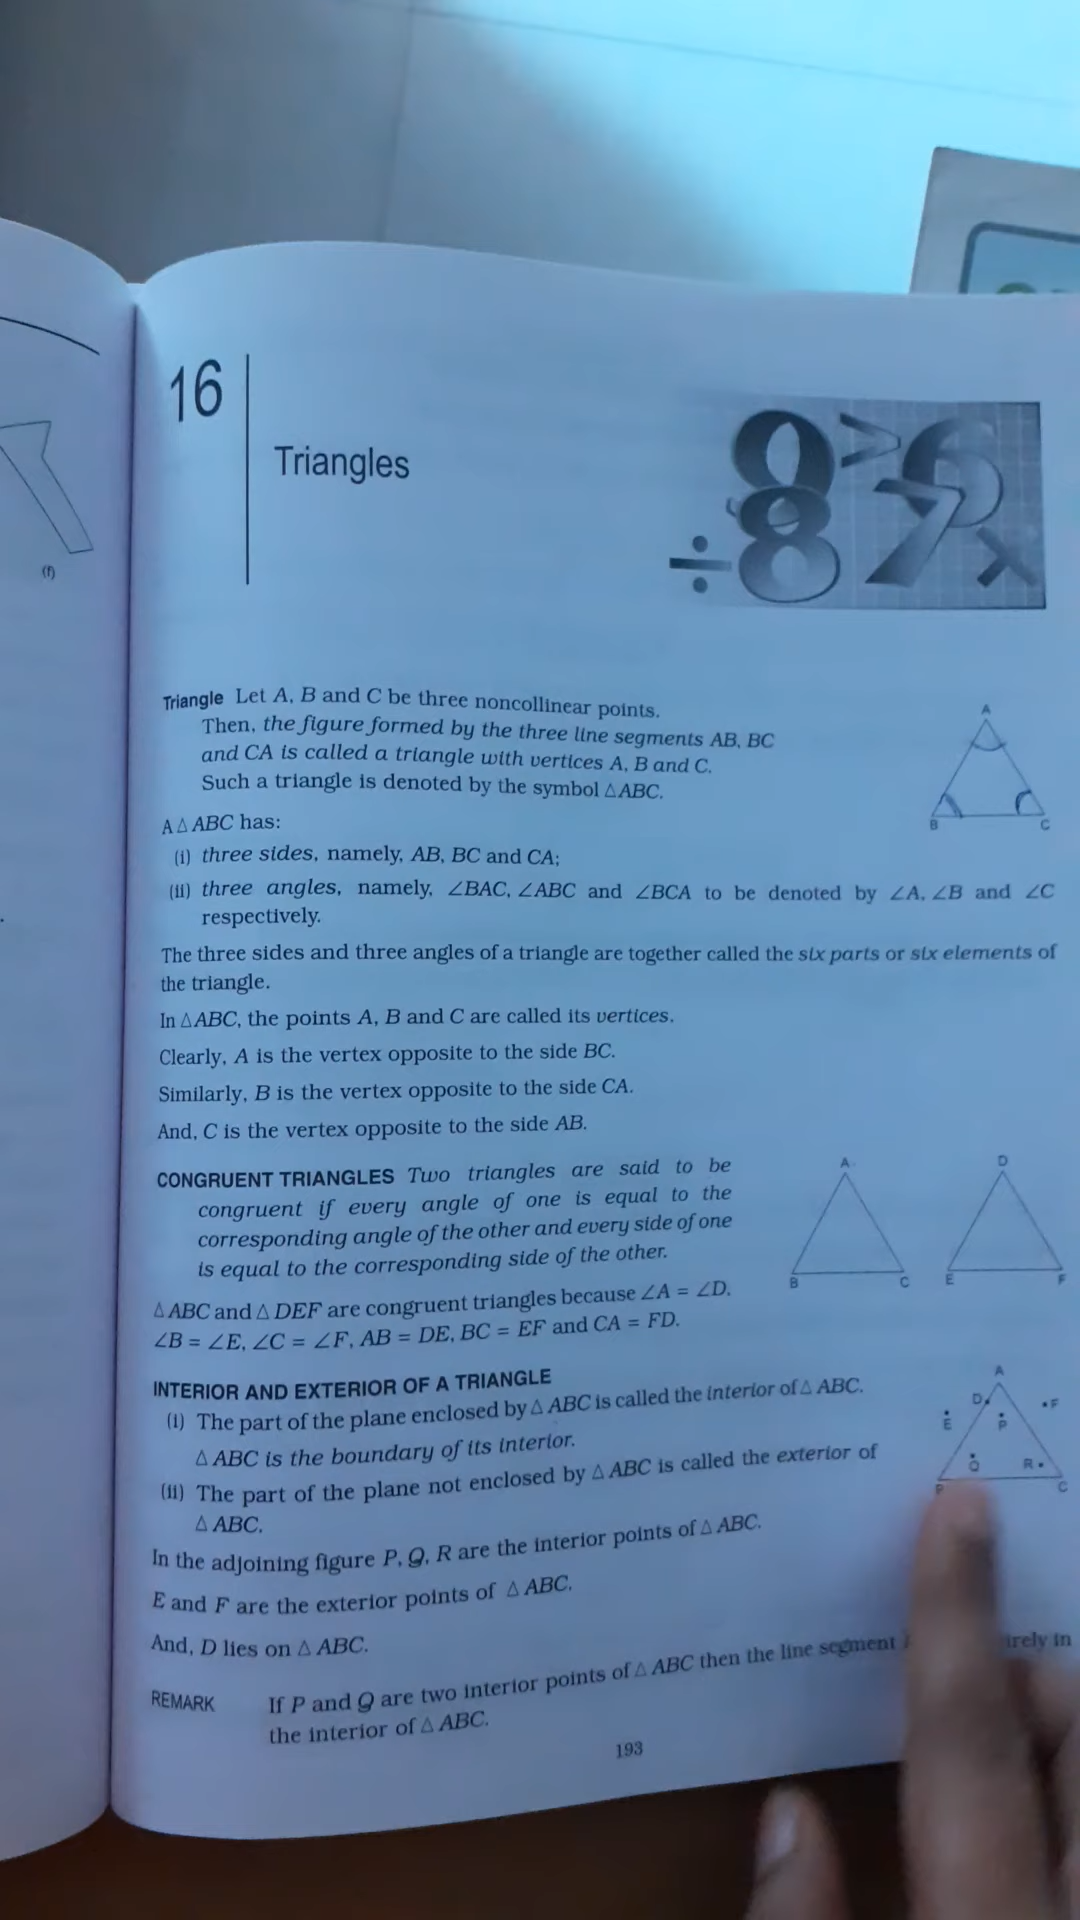 16
Triangles
(f)
Triangle Let A, B and C be three noncollinear points.
Then, the figure formed by the three line segments AB, BC
and CA is called a triangle with vertices A, B and C.
Such a triangle is denoted by the symbol △ABC.
A
B
C
A △ ABC has:
(i) three sides, namely, AB, BC and CA;
(ii) three angles, namely, ∠BAC, ∠ABC and ∠BCA to be denoted by ∠A, ∠B and ∠C
respectively.
The three sides and three angles of a triangle are together called the six parts or six elements of
the triangle.
In △ABC, the points A, B and C are called its vertices.
Clearly, A is the vertex opposite to the side BC.
Similarly, B is the vertex opposite to the side CA.
And, C is the vertex opposite to the side AB.
CONGRUENT TRIANGLES Two triangles are said to be
congruent if every angle of one is equal to the
corresponding angle of the other and every side of one
is equal to the corresponding side of the other.
A
B
C
D
E
F
△ ABC and △ DEF are congruent triangles because ∠A = ∠D,
∠B = ∠E, ∠C = ∠F, AB = DE, BC = EF and CA = FD.
INTERIOR AND EXTERIOR OF A TRIANGLE
(i) The part of the plane enclosed by △ ABC is called the interior of △ ABC.
△ ABC is the boundary of its interior.
(ii) The part of the plane not enclosed by △ ABC is called the exterior of
△ ABC.
A
D
F
E
P
Q
R
C
In the adjoining figure P, Q, R are the interior points of △ ABC.
E and F are the exterior points of △ ABC.
And, D lies on △ ABC.
REMARK If P and Q are two interior points of △ ABC then the line segment in
the interior of △ ABC.
193